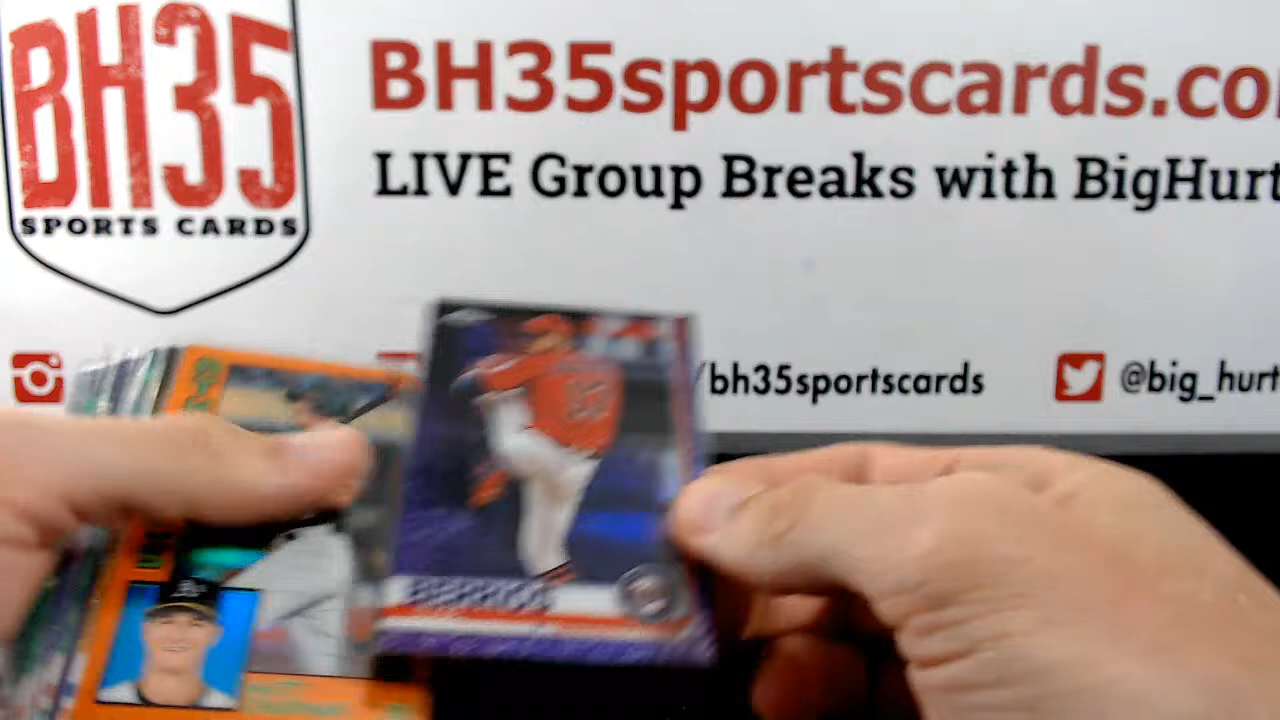 BH35
SPORTS CARDS
BH35sportscards.co
LIVE Group Breaks with BigHurt
/bh35sportscards
@big_hurt